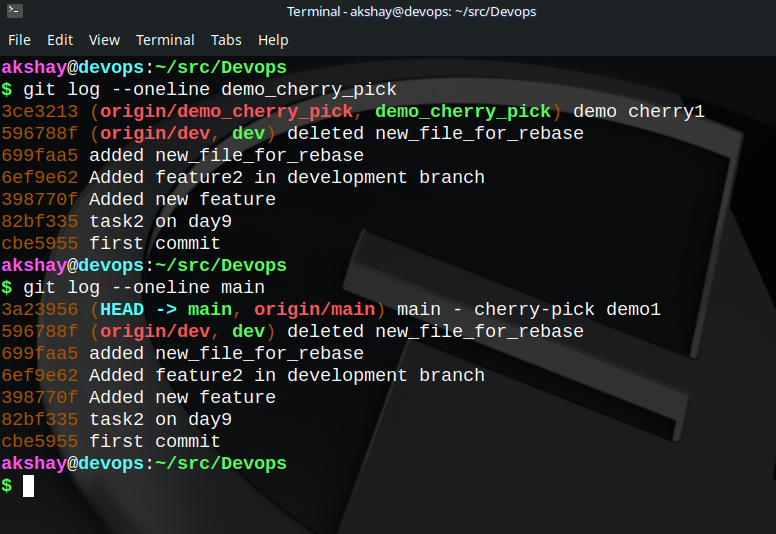 Terminal - akshay@devops: ~/src/Devops
File Edit View Terminal Tabs Help
akshay@devops:~/src/Devops
$ git log --oneline demo_cherry_pick
3ce3213 (origin/demo_cherry_pick, demo_cherry_pick) demo cherry1
596788f (origin/dev, dev) deleted new_file_for_rebase
699faa5 added new_file_for_rebase
6ef9e62 Added feature2 in development branch
398770f Added new feature
82bf335 task2 on day9
cbe5955 first commit
akshay@devops:~/src/Devops
$ git log --oneline main
3a23956 (HEAD -> main, origin/main) main - cherry-pick demo1
596788f (origin/dev, dev) deleted new_file_for_rebase
699faa5 added new_file_for_rebase
6ef9e62 Added feature2 in development branch
398770f Added new feature
82bf335 task2 on day9
cbe5955 first commit
akshay@devops:~/src/Devops
$